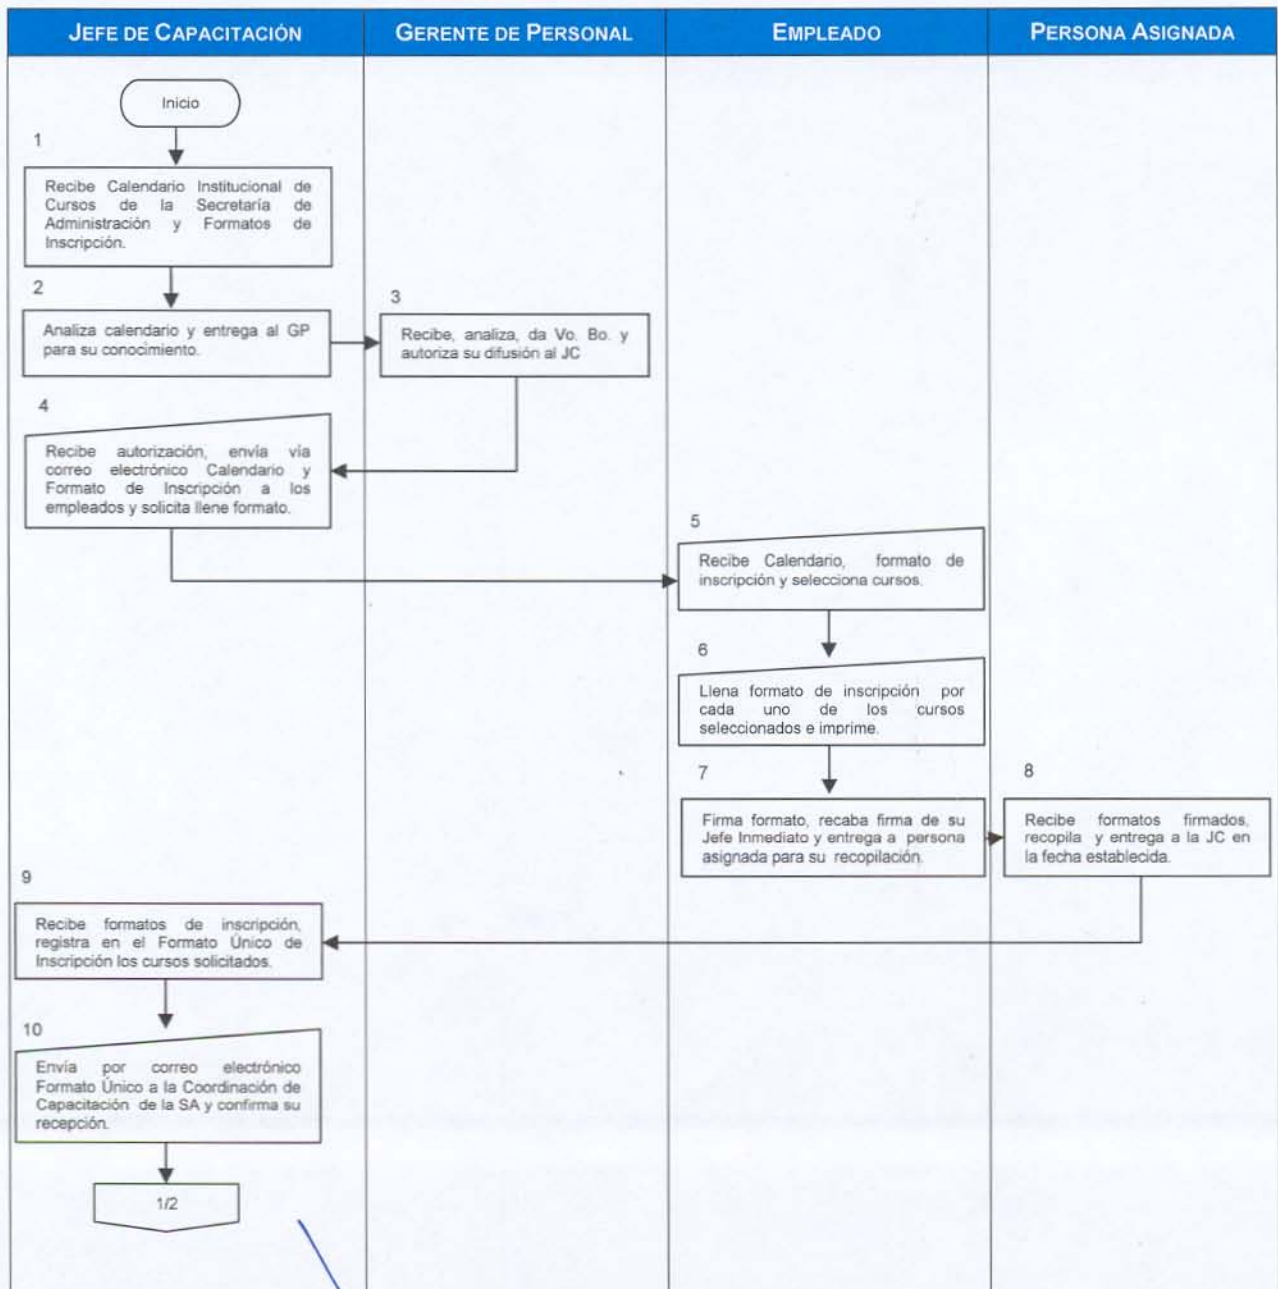 JEFE DE CAPACITACIÓN
GERENTE DE PERSONAL
EMPLEADO
PERSONA ASIGNADA
Inicio
1
Recibe Calendario Institucional de
Cursos de la Secretaría de
Administración y Formatos de
Inscripción.
2
Analiza calendario y entrega al GP
para su conocimiento.
3
Recibe, analiza, da Vo. Bo. y
autoriza su difusión al JC
4
Recibe autorización, envía vía
correo electrónico Calendario y
Formato de Inscripción a los
empleados y solicita llene formato.
5
Recibe Calendario, formato de
inscripción y selecciona cursos.
6
Llena formato de inscripción por
cada uno de los cursos
seleccionados e imprime.
7
Firma formato, recaba firma de su
Jefe Inmediato y entrega a persona
asignada para su recopilación.
8
Recibe formatos firmados,
recopila y entrega a la JC en
la fecha establecida.
9
Recibe formatos de inscripción,
registra en el Formato Único de
Inscripción los cursos solicitados.
10
Envía por correo electrónico
Formato Único a la Coordinación de
Capacitación de la SA y confirma su
recepción.
1/2